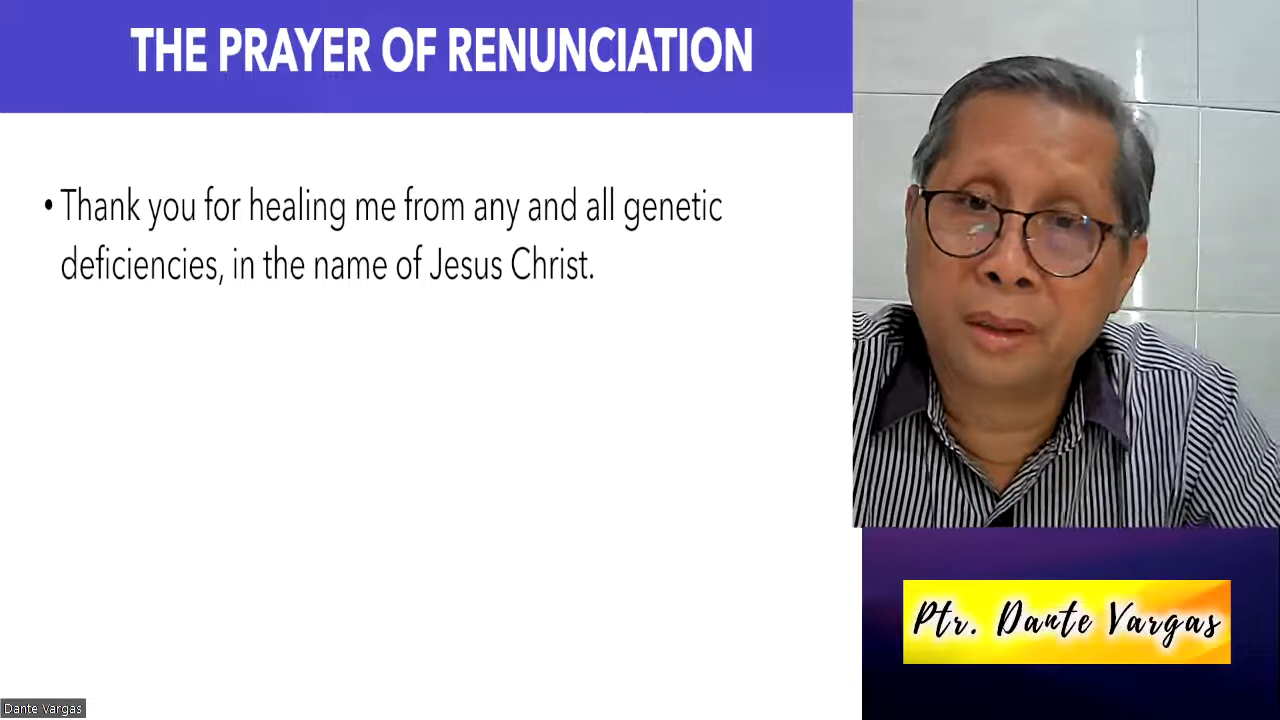 THE PRAYER OF RENUNCIATION
• Thank you for healing me from any and all genetic
deficiencies, in the name of Jesus Christ.
Ptr. Dante Vargas
Dante Vargas